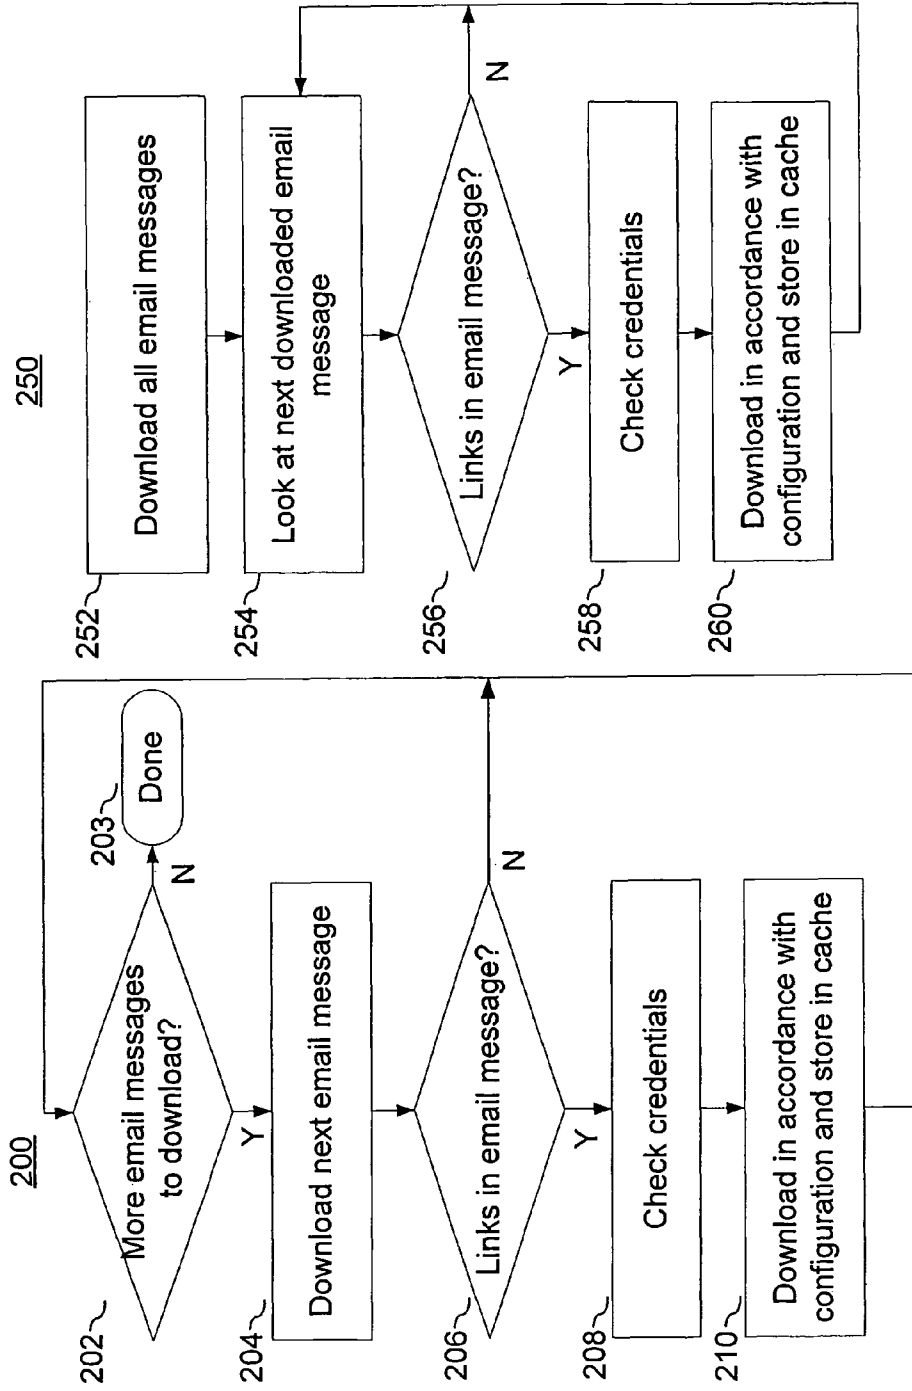 200
202
More email messages
to download?
N
203
Done
Y
204
Download next email message
206
Links in email message?
N
Y
208
Check credentials
210
Download in accordance with
configuration and store in cache
250
252
Download all email messages
254
Look at next downloaded email
message
256
Links in email message?
N
Y
258
Check credentials
260
Download in accordance with
configuration and store in cache